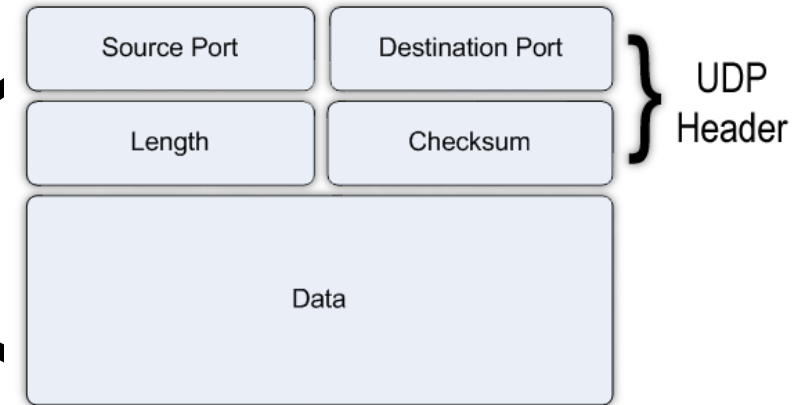 Source Port
Destination Port
UDP
Header
Length
Checksum
Data